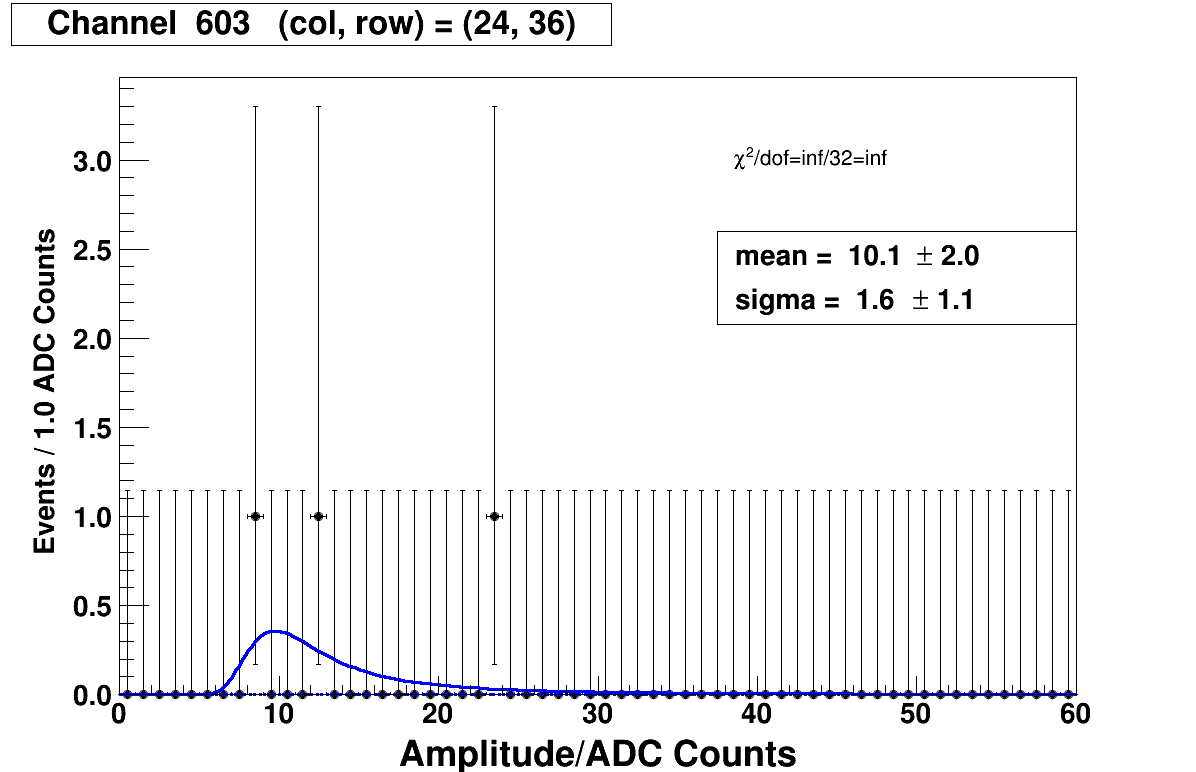 Channel 603 (col, row) = (24, 36)
χ²/dof=inf/32=inf
mean = 10.1 ± 2.0
sigma = 1.6 ± 1.1
Events / 1.0 ADC Counts
3.0
2.5
2.0
1.5
1.0
0.5
0.0
0 10 20 30 40 50 60
Amplitude/ADC Counts